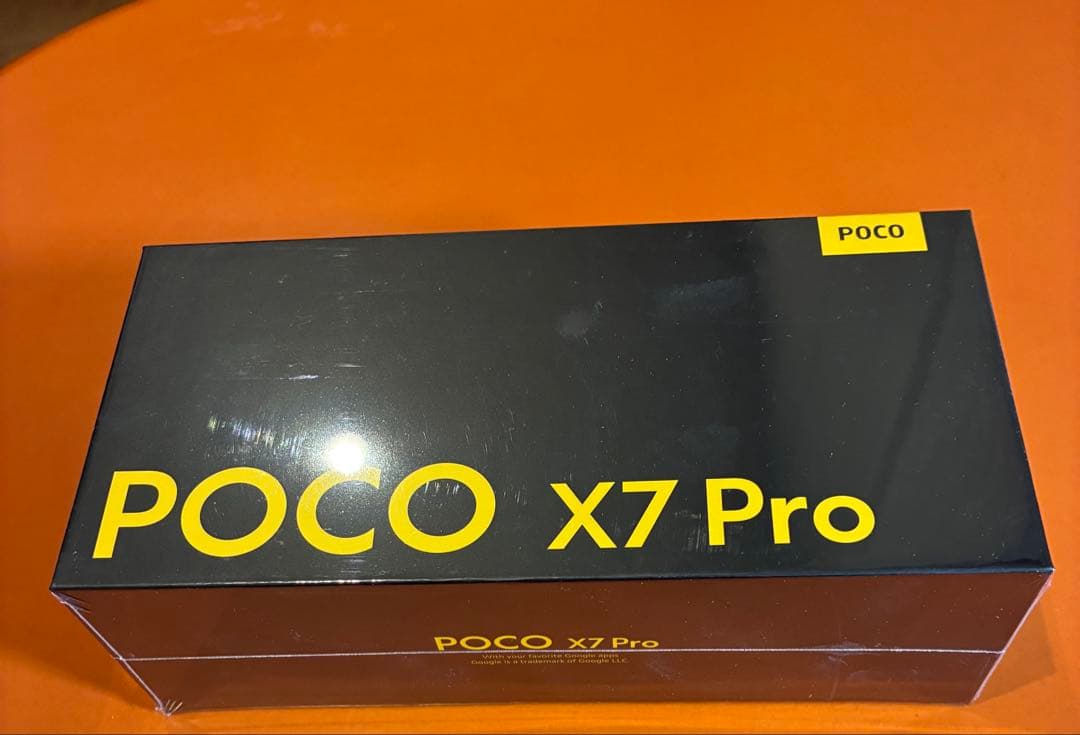 POCO
POCO X7 Pro
POCO X7 Pro
With your favorite Google apps
Google is a trademark of Google LLC.